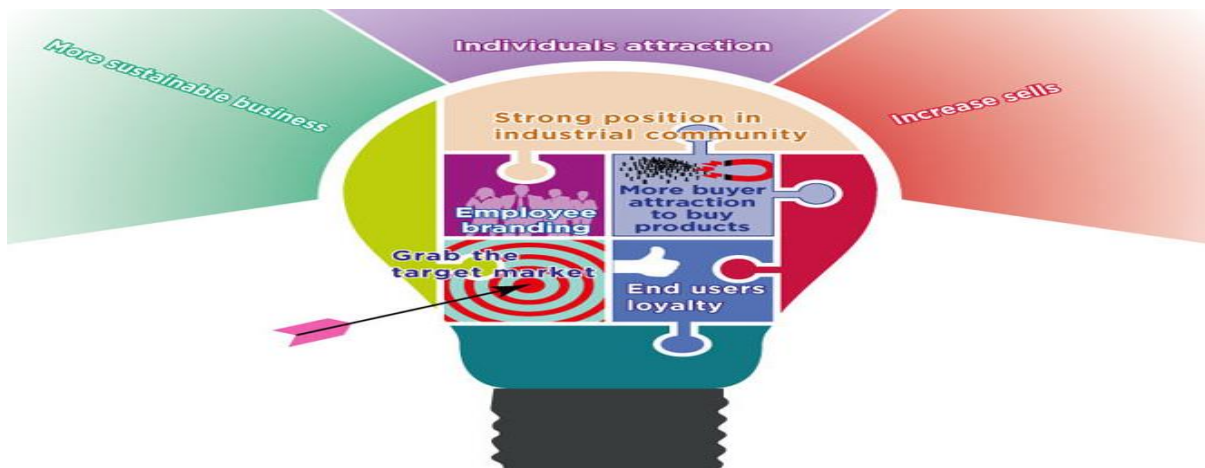 More sustainable business
Individuals attraction
Increase sells
Strong position in
industrial community
Employee
branding
More buyer
attraction
to buy
products
Grab the
target market
End users
loyalty